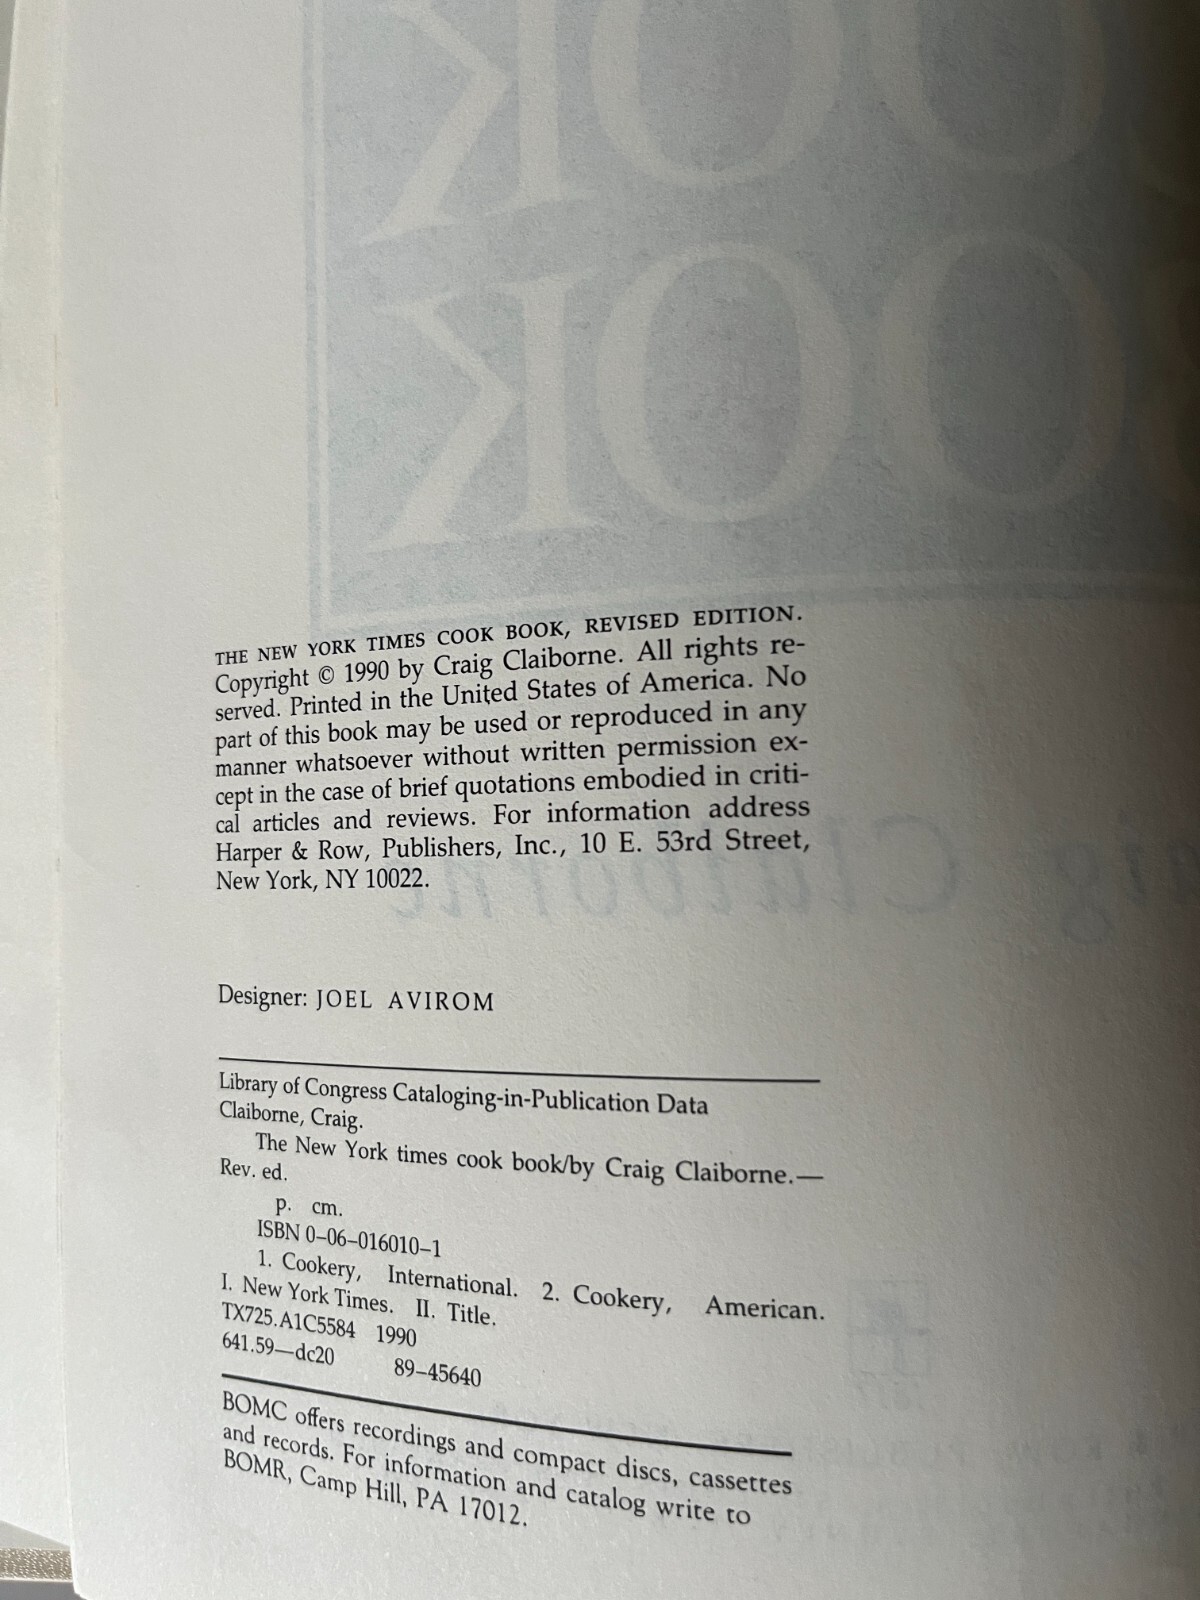 THE NEW YORK TIMES COOK BOOK, REVISED EDITION.
Copyright © 1990 by Craig Claiborne. All rights re-
served. Printed in the United States of America. No
part of this book may be used or reproduced in any
manner whatsoever without written permission ex-
cept in the case of brief quotations embodied in criti-
cal articles and reviews. For information address
Harper & Row, Publishers, Inc., 10 E. 53rd Street,
New York, NY 10022.
Designer: JOEL AVIROM
Library of Congress Cataloging-in-Publication Data
Claiborne, Craig.
The New York times cook book/by Craig Claiborne.—
Rev. ed.
p. cm.
ISBN 0-06-016010-1
1. Cookery, International. 2. Cookery, American.
I. New York Times. II. Title.
TX725.A1C5584 1990
641.59—dc20 89-45640
BOMC offers recordings and compact discs, cassettes
and records. For information and catalog write to
BOMR, Camp Hill, PA 17012.